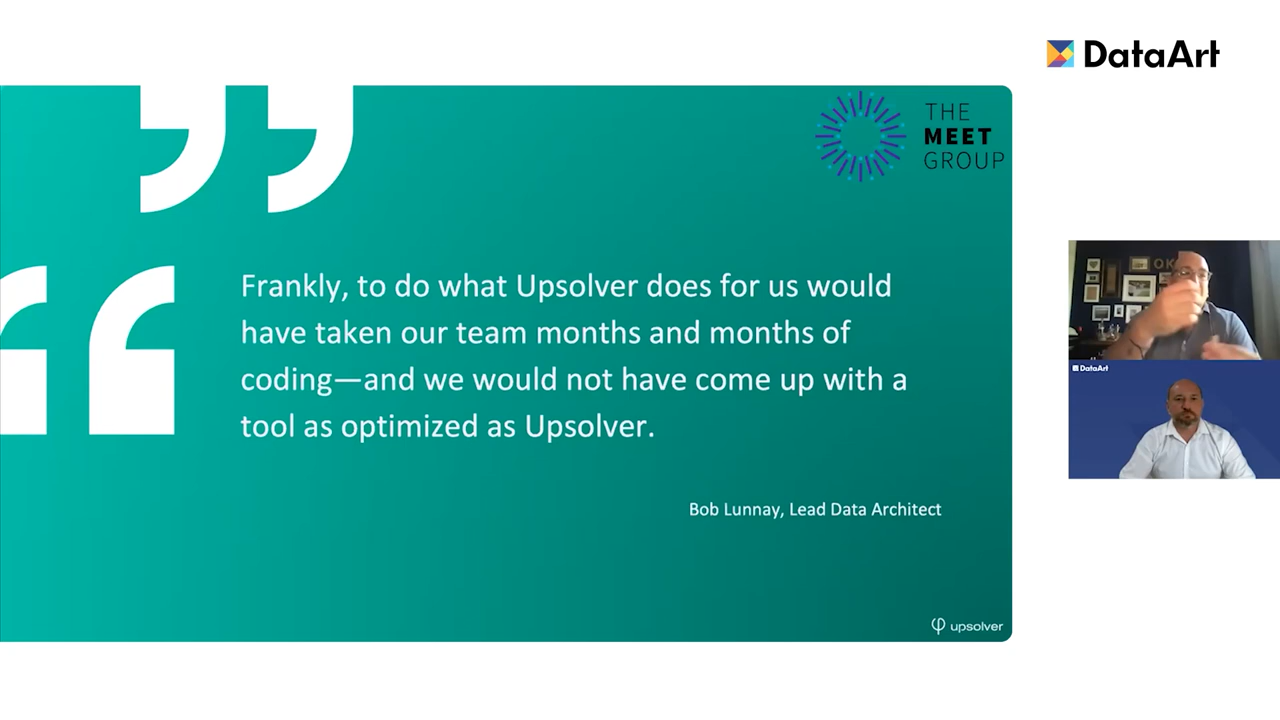 DataArt
THE
MEET
GROUP
Frankly, to do what Upsolver does for us would
have taken our team months and months of
coding—and we would not have come up with a
tool as optimized as Upsolver.
Bob Lunnay, Lead Data Architect
upsolver
OK
DataArt